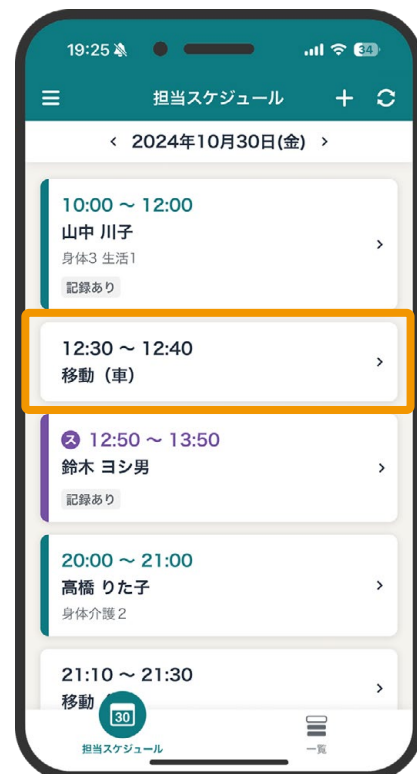 19:25
34
担当スケジュール
2024年10月30日(金)
10:00 〜 12:00
山中 川子
身体3 生活1
記録あり
12:30 〜 12:40
移動（車）
ス 12:50 〜 13:50
鈴木 ヨシ男
記録あり
20:00 〜 21:00
高橋 りた子
身体介護２
21:10 〜 21:30
移動
30
担当スケジュール
一覧